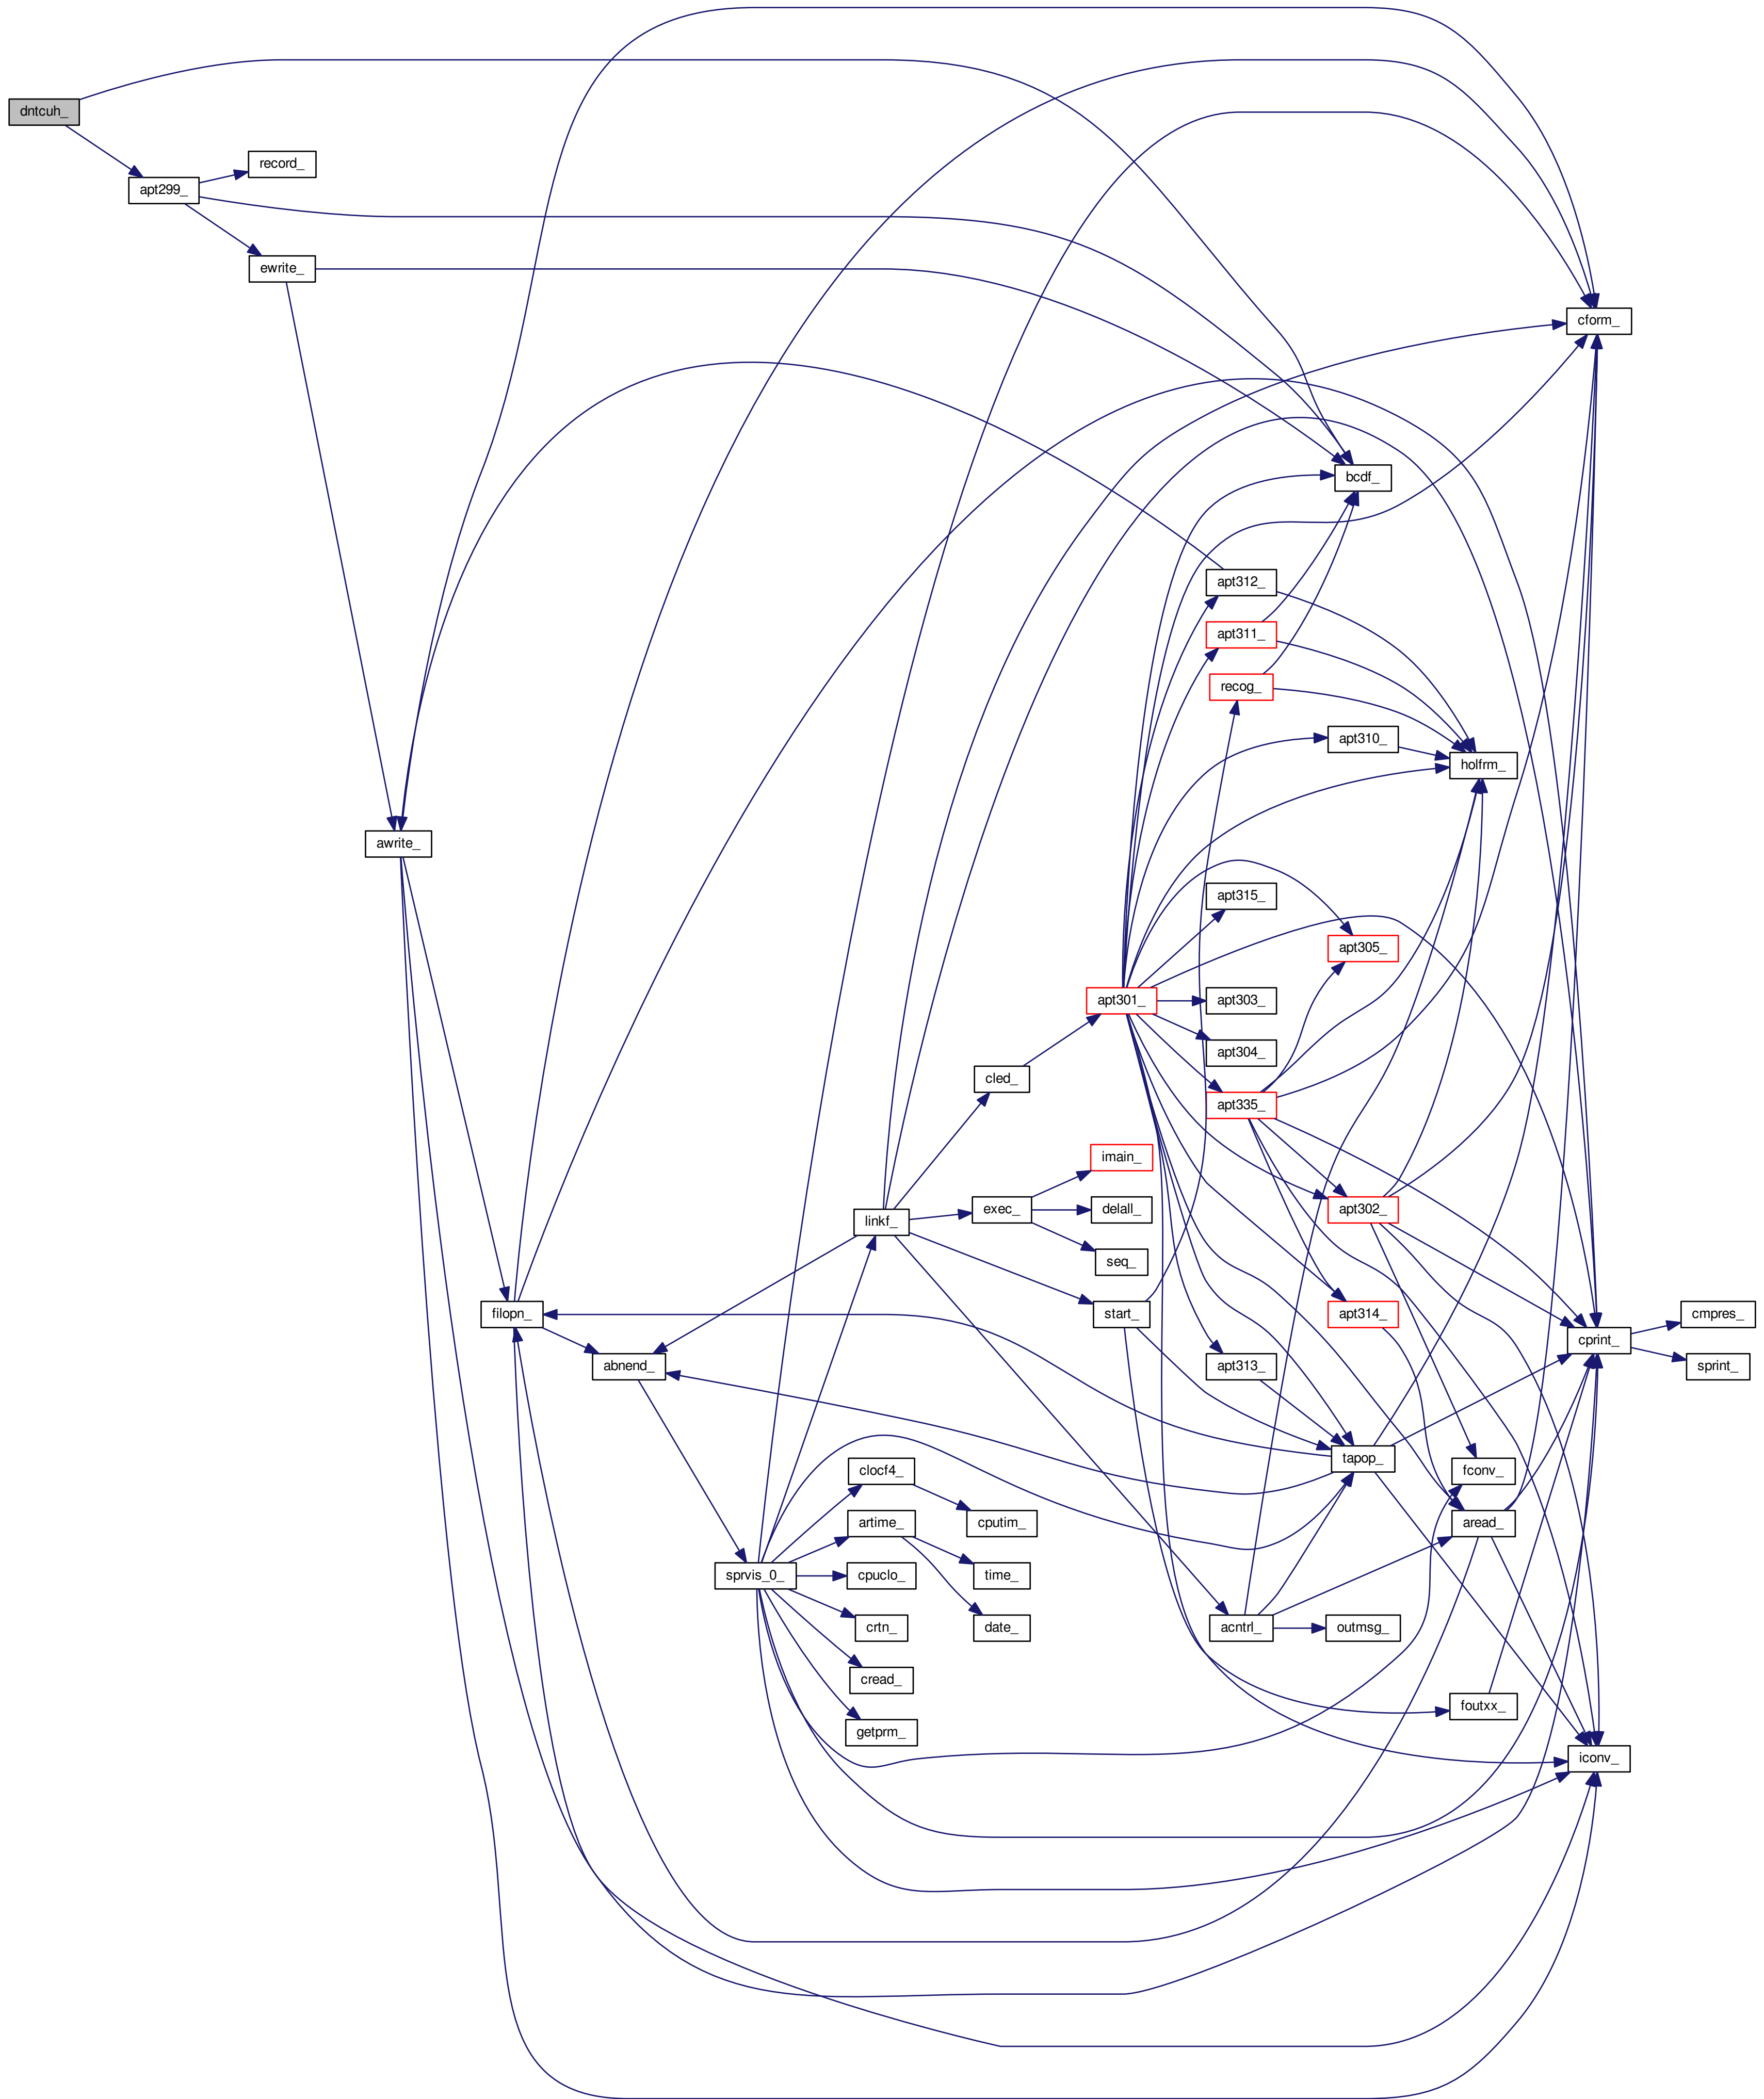 dntcuh_
record_
apt299_
ewrite_
cform_
bcdf_
apt312_
apt311_
recog_
apt310_
holfrm_
awrite_
apt315_
apt305_
apt301_
apt303_
apt304_
cled_
apt335_
imain_
exec_
delall_
apt302_
linkf_
seq_
filopn_
start_
apt314_
cmpres_
cprint_
abnend_
apt313_
sprint_
tapop_
clocf4_
fconv_
artime_
cputim_
aread_
sprvis_0_
cpuclo_
time_
crtn_
date_
acntrl_
outmsg_
cread_
foutxx_
getprm_
iconv_